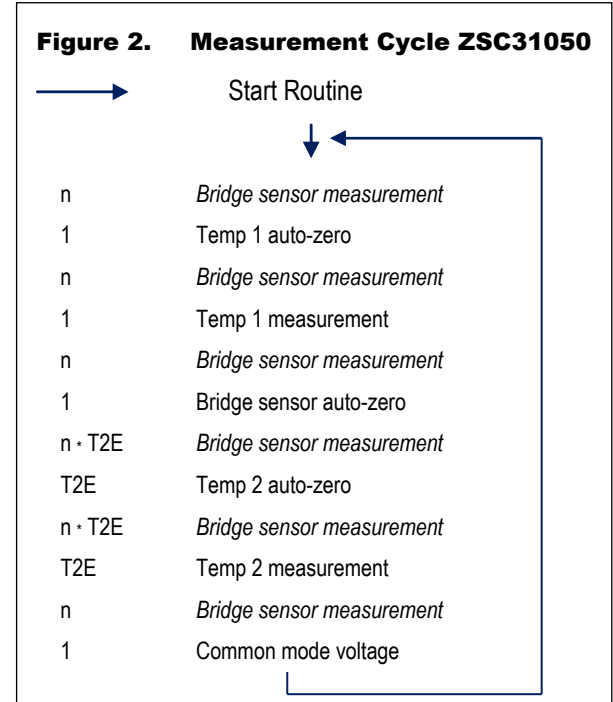 Figure 2. Measurement Cycle ZSC31050
Start Routine
n Bridge sensor measurement
1 Temp 1 auto-zero
n Bridge sensor measurement
1 Temp 1 measurement
n Bridge sensor measurement
1 Bridge sensor auto-zero
n * T2E Bridge sensor measurement
T2E Temp 2 auto-zero
n * T2E Bridge sensor measurement
T2E Temp 2 measurement
n Bridge sensor measurement
1 Common mode voltage